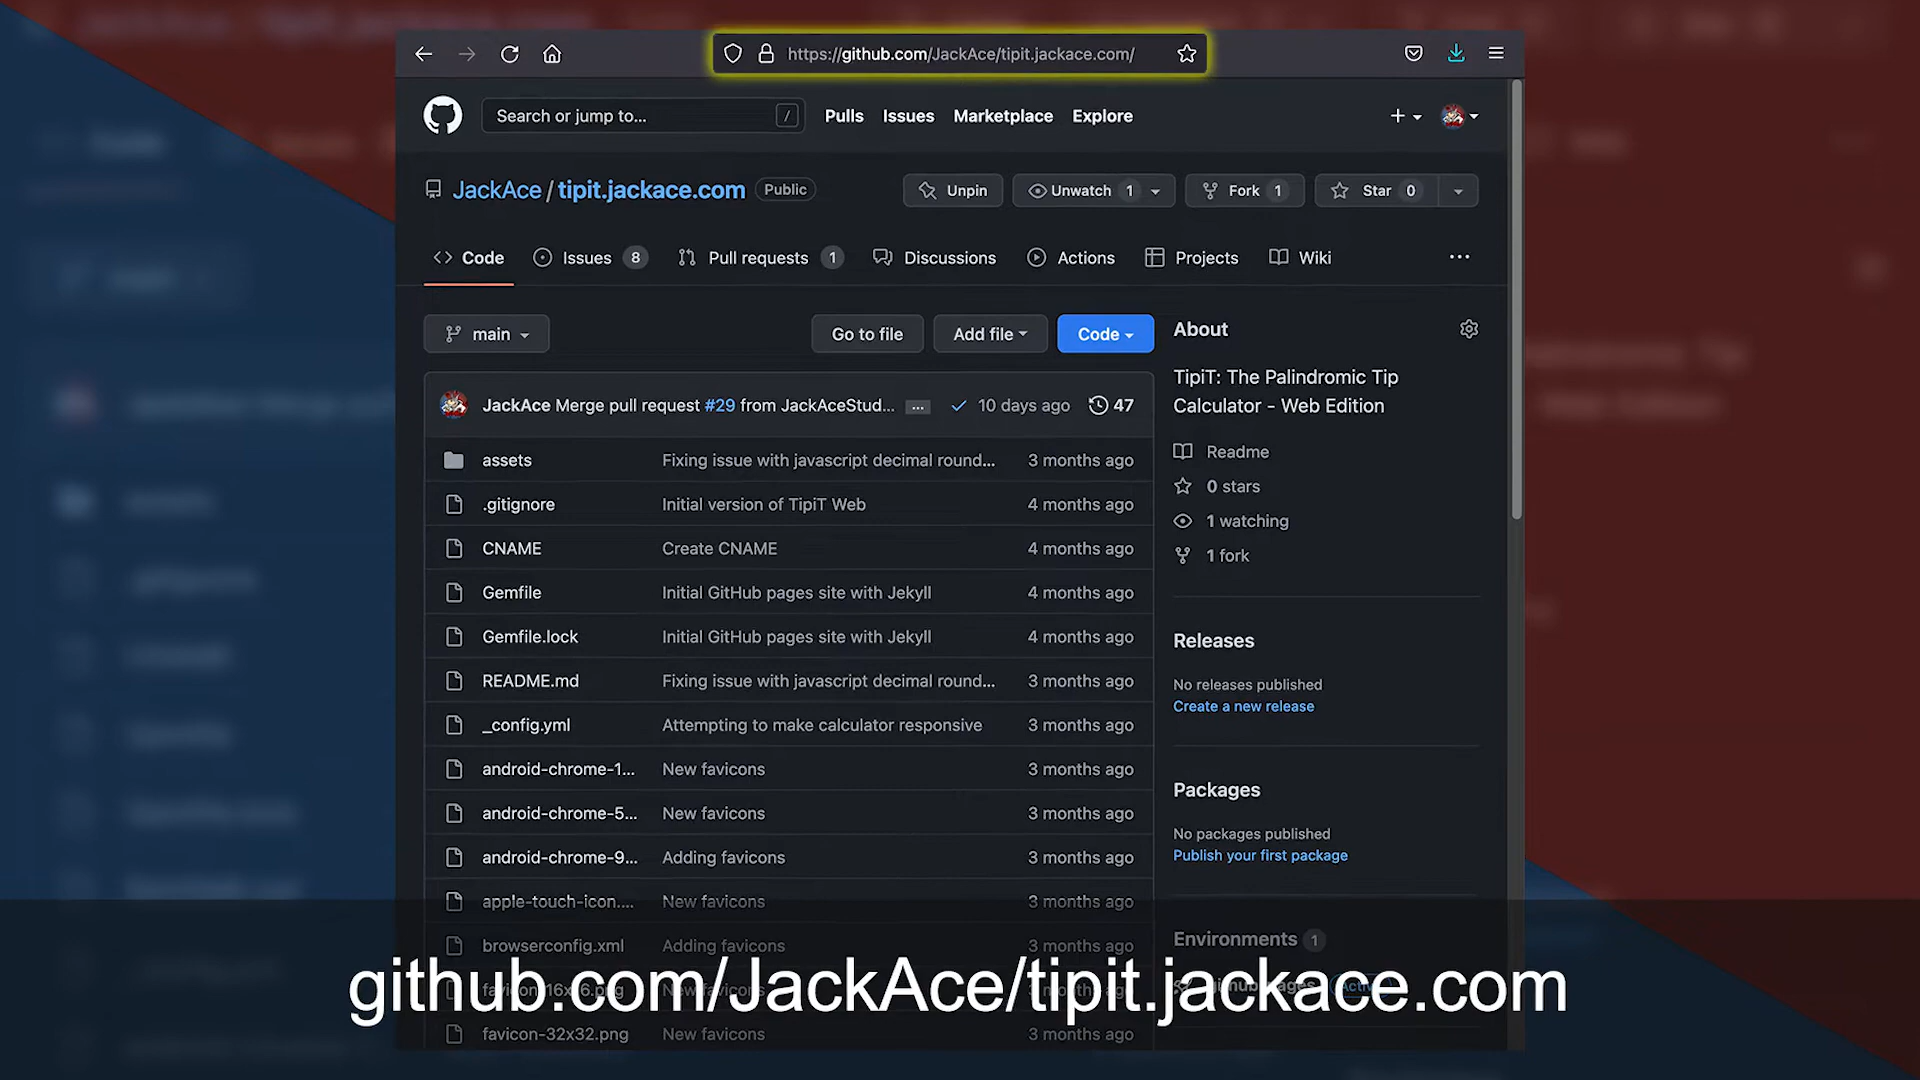 https://github.com/JackAce/tipit.jackace.com/
Search or jump to... /
Pulls Issues Marketplace Explore
JackAce / tipit.jackace.com Public
Unpin Unwatch 1 Fork 1 Star 0
Code Issues 8 Pull requests 1 Discussions Actions Projects Wiki ...
main Go to file Add file Code
JackAce Merge pull request #29 from JackAceStud... ... 10 days ago 47
assets Fixing issue with javascript decimal round... 3 months ago
.gitignore Initial version of TipiT Web 4 months ago
CNAME Create CNAME 4 months ago
Gemfile Initial GitHub pages site with Jekyll 4 months ago
Gemfile.lock Initial GitHub pages site with Jekyll 4 months ago
README.md Fixing issue with javascript decimal round... 3 months ago
_config.yml Attempting to make calculator responsive 3 months ago
android-chrome-1... New favicons 3 months ago
android-chrome-5... New favicons 3 months ago
android-chrome-9... Adding favicons 3 months ago
apple-touch-icon.... New favicons 3 months ago
browserconfig.xml Adding favicons 3 months ago
favicon-32x32.png New favicons 3 months ago
About
TipiT: The Palindromic Tip
Calculator - Web Edition
Readme
0 stars
1 watching
1 fork
Releases
No releases published
Create a new release
Packages
No packages published
Publish your first package
Environments 1
github.com/JackAce/tipit.jackace.com